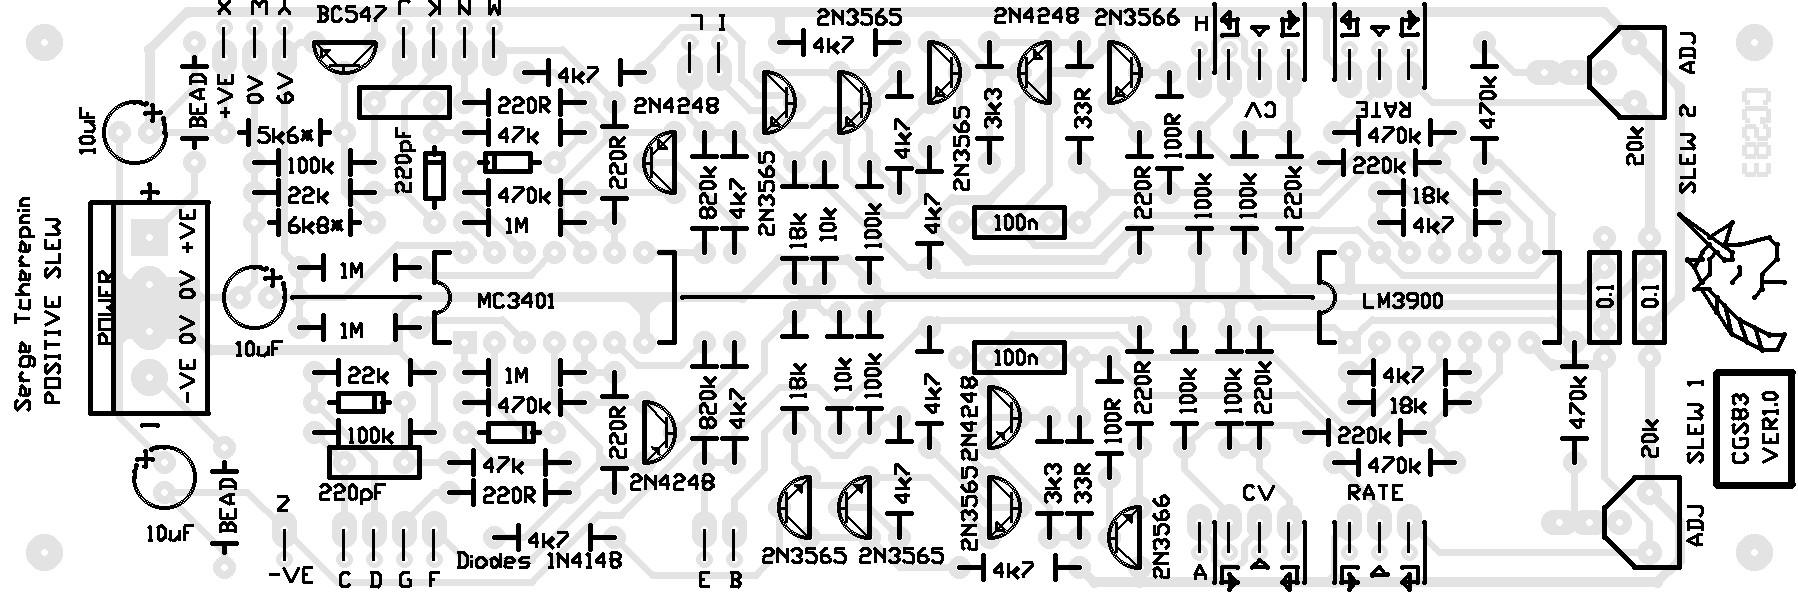 X W Y
BC547
J K N M
L I
2N3565
4k7
2N4248
2N3566
H
ADJ
SLEW 2
20k
10uF
+
BEAD
+VE
0V
6V
4k7
2N4248
220R
47k
220pF
5k6*
100k
22k
6k8*
470k
1M
220R
820k
4k7
2N3565
4k7
2N3565
3k3
33R
100R
CV
RATE
470k
470k
220k
18k
4k7
CGS83
18k
10k
100k
4k7
100n
220R
100k
100k
220k
Serge Tcherepnin
POSITIVE SLEW
POWER
+
-VE 0V 0V +VE
-
10uF
+
1M
1M
MC3401
LM3900
0.1
0.1
22k
100k
220pF
1M
470k
47k
220R
220R
2N4248
820k
4k7
18k
10k
100k
4k7
100n
2N4248
2N3565
100R
220R
100k
100k
220k
4k7
18k
220k
470k
470k
20k
SLEW 1
CGS83
VER1.0
10uF
+
BEAD
Z
-VE
C D G F
4k7
Diodes 1N4148
E B
2N3565
2N3565
4k7
3k3
33R
4k7
2N3566
A
CV
RATE
ADJ